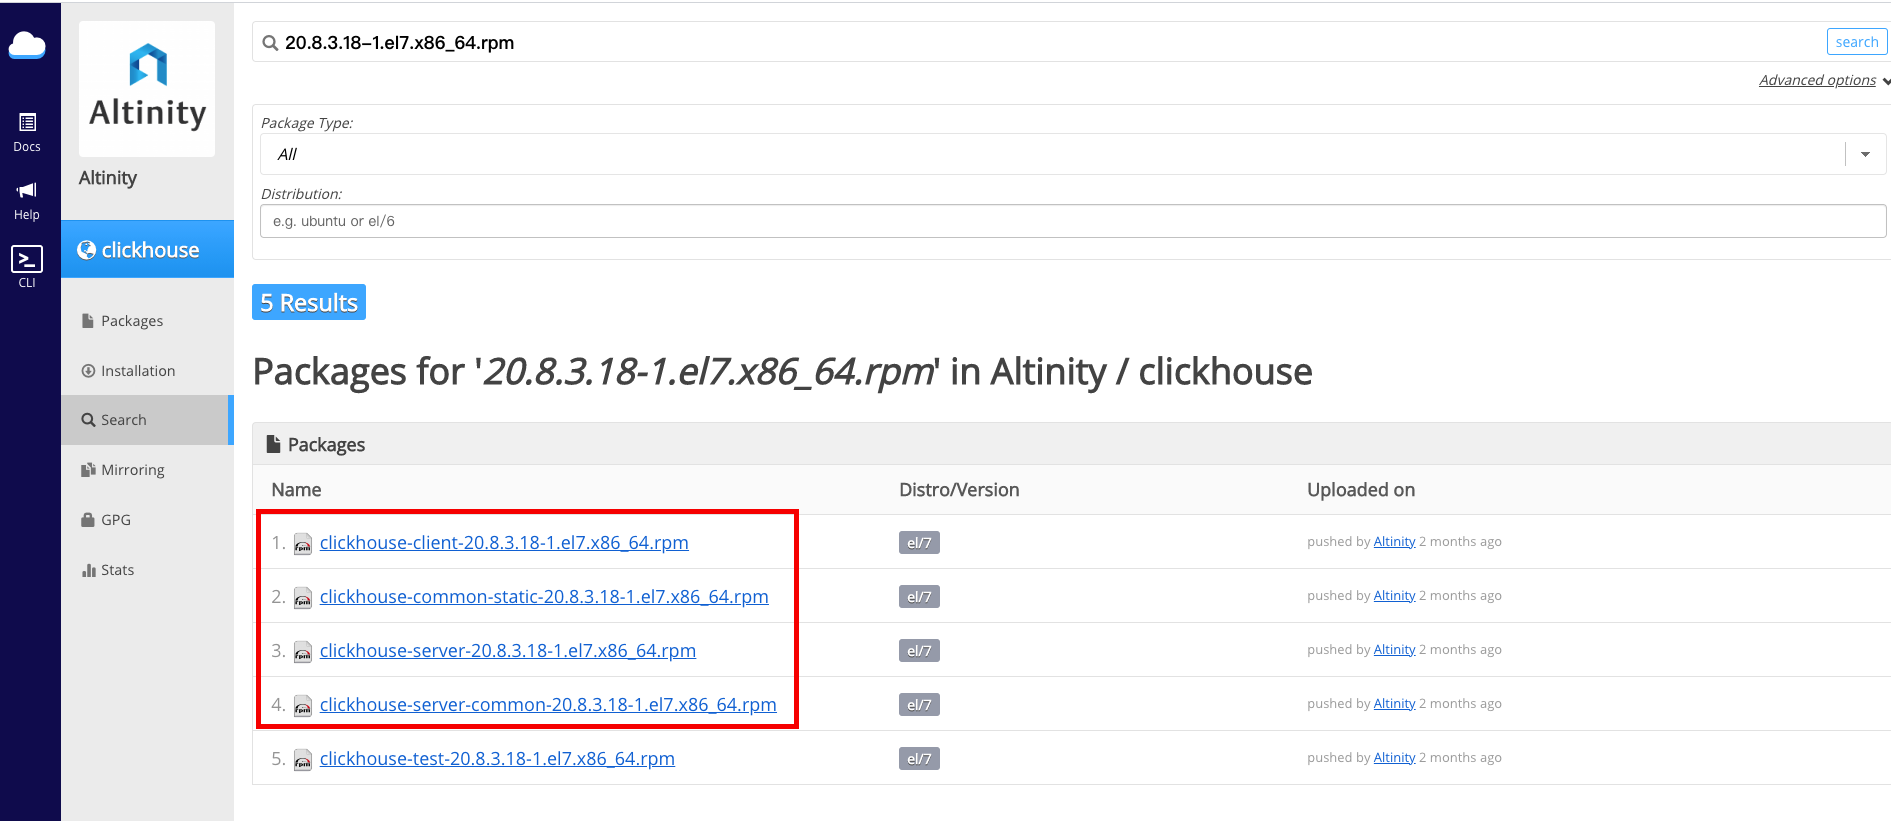 20.8.3.18-1.el7.x86_64.rpm
search
Advanced options
Altinity
Docs
Help
CLI
Altinity
clickhouse
Packages
Installation
Search
Mirroring
GPG
Stats
Package Type:
All
Distribution:
e.g. ubuntu or el/6
5 Results
Packages for '20.8.3.18-1.el7.x86_64.rpm' in Altinity / clickhouse
Packages
Name Distro/Version Uploaded on
1. rpm clickhouse-client-20.8.3.18-1.el7.x86_64.rpm el/7 pushed by Altinity 2 months ago
2. rpm clickhouse-common-static-20.8.3.18-1.el7.x86_64.rpm el/7 pushed by Altinity 2 months ago
3. rpm clickhouse-server-20.8.3.18-1.el7.x86_64.rpm el/7 pushed by Altinity 2 months ago
4. rpm clickhouse-server-common-20.8.3.18-1.el7.x86_64.rpm el/7 pushed by Altinity 2 months ago
5. rpm clickhouse-test-20.8.3.18-1.el7.x86_64.rpm el/7 pushed by Altinity 2 months ago